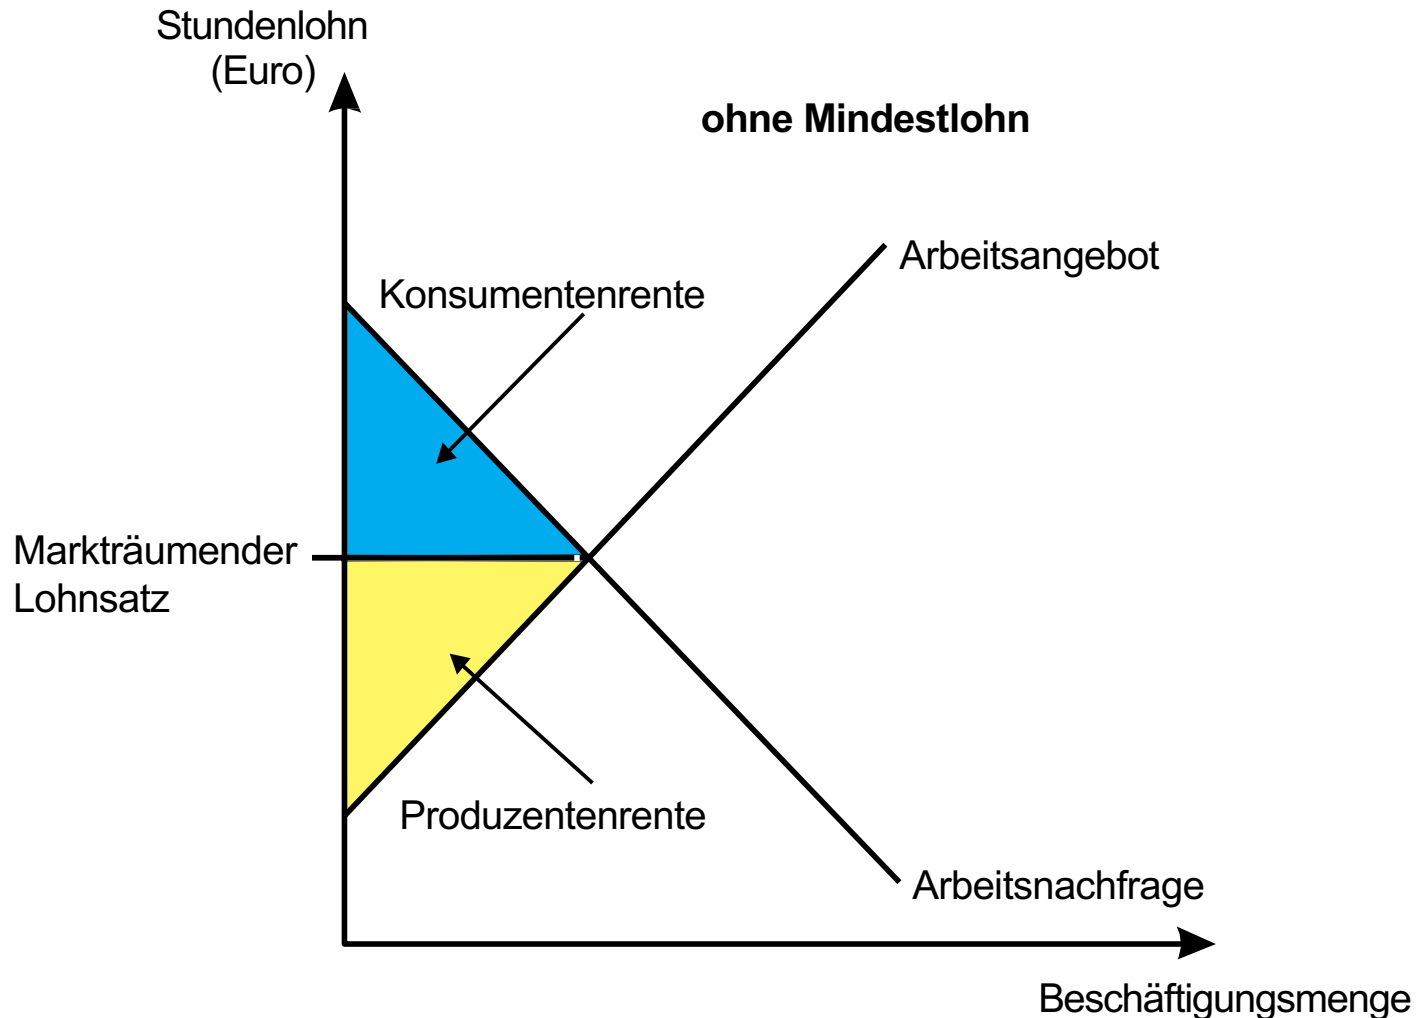 Stundenlohn
(Euro)
ohne Mindestlohn
Arbeitsangebot
Konsumentenrente
Markträumender
Lohnsatz
Produzentenrente
Arbeitsnachfrage
Beschäftigungsmenge